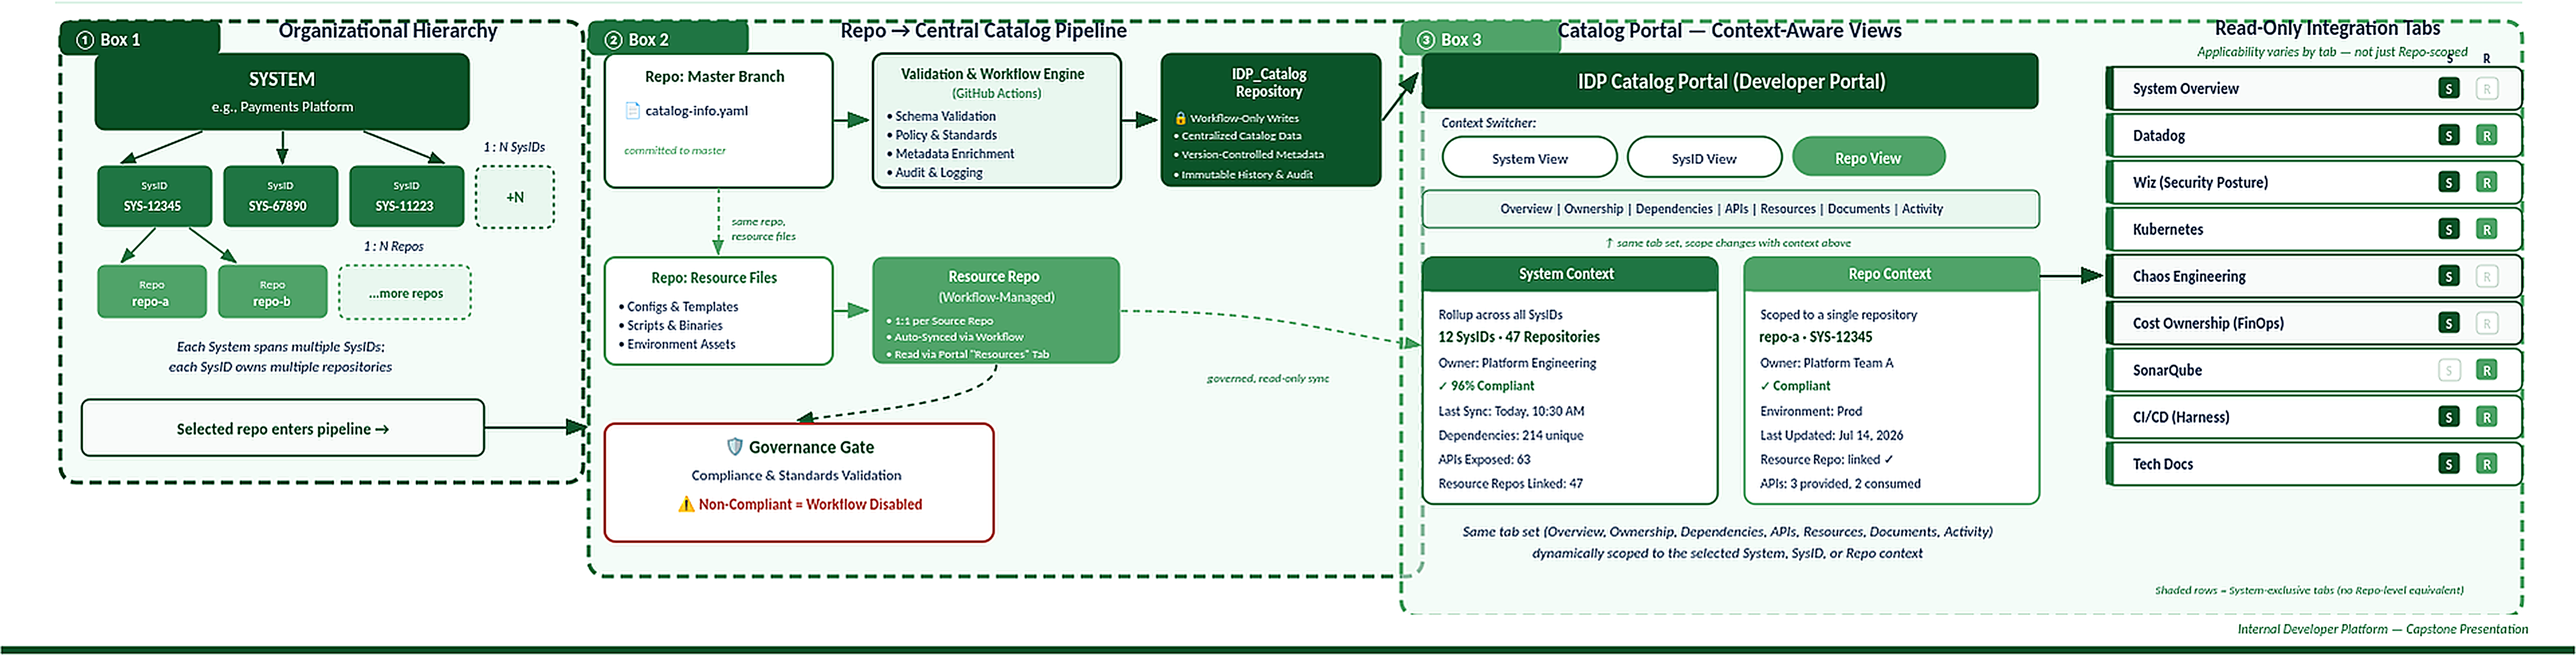 ① Box 1
Organizational Hierarchy
SYSTEM
e.g., Payments Platform
1 : N SysIDs
SysID
SYS-12345
SysID
SYS-67890
SysID
SYS-11223
+N
1 : N Repos
Repo
repo-a
Repo
repo-b
...more repos
Each System spans multiple SysIDs;
each SysID owns multiple repositories
Selected repo enters pipeline →
② Box 2
Repo → Central Catalog Pipeline
Repo: Master Branch
📄 catalog-info.yaml
committed to master
Validation & Workflow Engine
(GitHub Actions)
• Schema Validation
• Policy & Standards
• Metadata Enrichment
• Audit & Logging
IDP_Catalog
Repository
🔒 Workflow-Only Writes
• Centralized Catalog Data
• Version-Controlled Metadata
• Immutable History & Audit
same repo,
resource files
Repo: Resource Files
• Configs & Templates
• Scripts & Binaries
• Environment Assets
Resource Repo
(Workflow-Managed)
• 1:1 per Source Repo
• Auto-Synced via Workflow
• Read via Portal "Resources" Tab
governed, read-only sync
🛡️ Governance Gate
Compliance & Standards Validation
⚠️ Non-Compliant = Workflow Disabled
③ Box 3
Catalog Portal — Context-Aware Views
IDP Catalog Portal (Developer Portal)
Context Switcher:
System View
SysID View
Repo View
Overview | Ownership | Dependencies | APIs | Resources | Documents | Activity
↑ same tab set, scope changes with context above
System Context
Rollup across all SysIDs
12 SysIDs · 47 Repositories
Owner: Platform Engineering
✓ 96% Compliant
Last Sync: Today, 10:30 AM
Dependencies: 214 unique
APIs Exposed: 63
Resource Repos Linked: 47
Repo Context
Scoped to a single repository
repo-a · SYS-12345
Owner: Platform Team A
✓ Compliant
Environment: Prod
Last Updated: Jul 14, 2026
Resource Repo: linked ✓
APIs: 3 provided, 2 consumed
Same tab set (Overview, Ownership, Dependencies, APIs, Resources, Documents, Activity)
dynamically scoped to the selected System, SysID, or Repo context
Read-Only Integration Tabs
Applicability varies by tab — not just Repo-scoped
S R
System Overview S R
Datadog S R
Wiz (Security Posture) S R
Kubernetes S R
Chaos Engineering S R
Cost Ownership (FinOps) S R
SonarQube S R
CI/CD (Harness) S R
Tech Docs S R
Shaded rows = System-exclusive tabs (no Repo-level equivalent)
Internal Developer Platform — Capstone Presentation